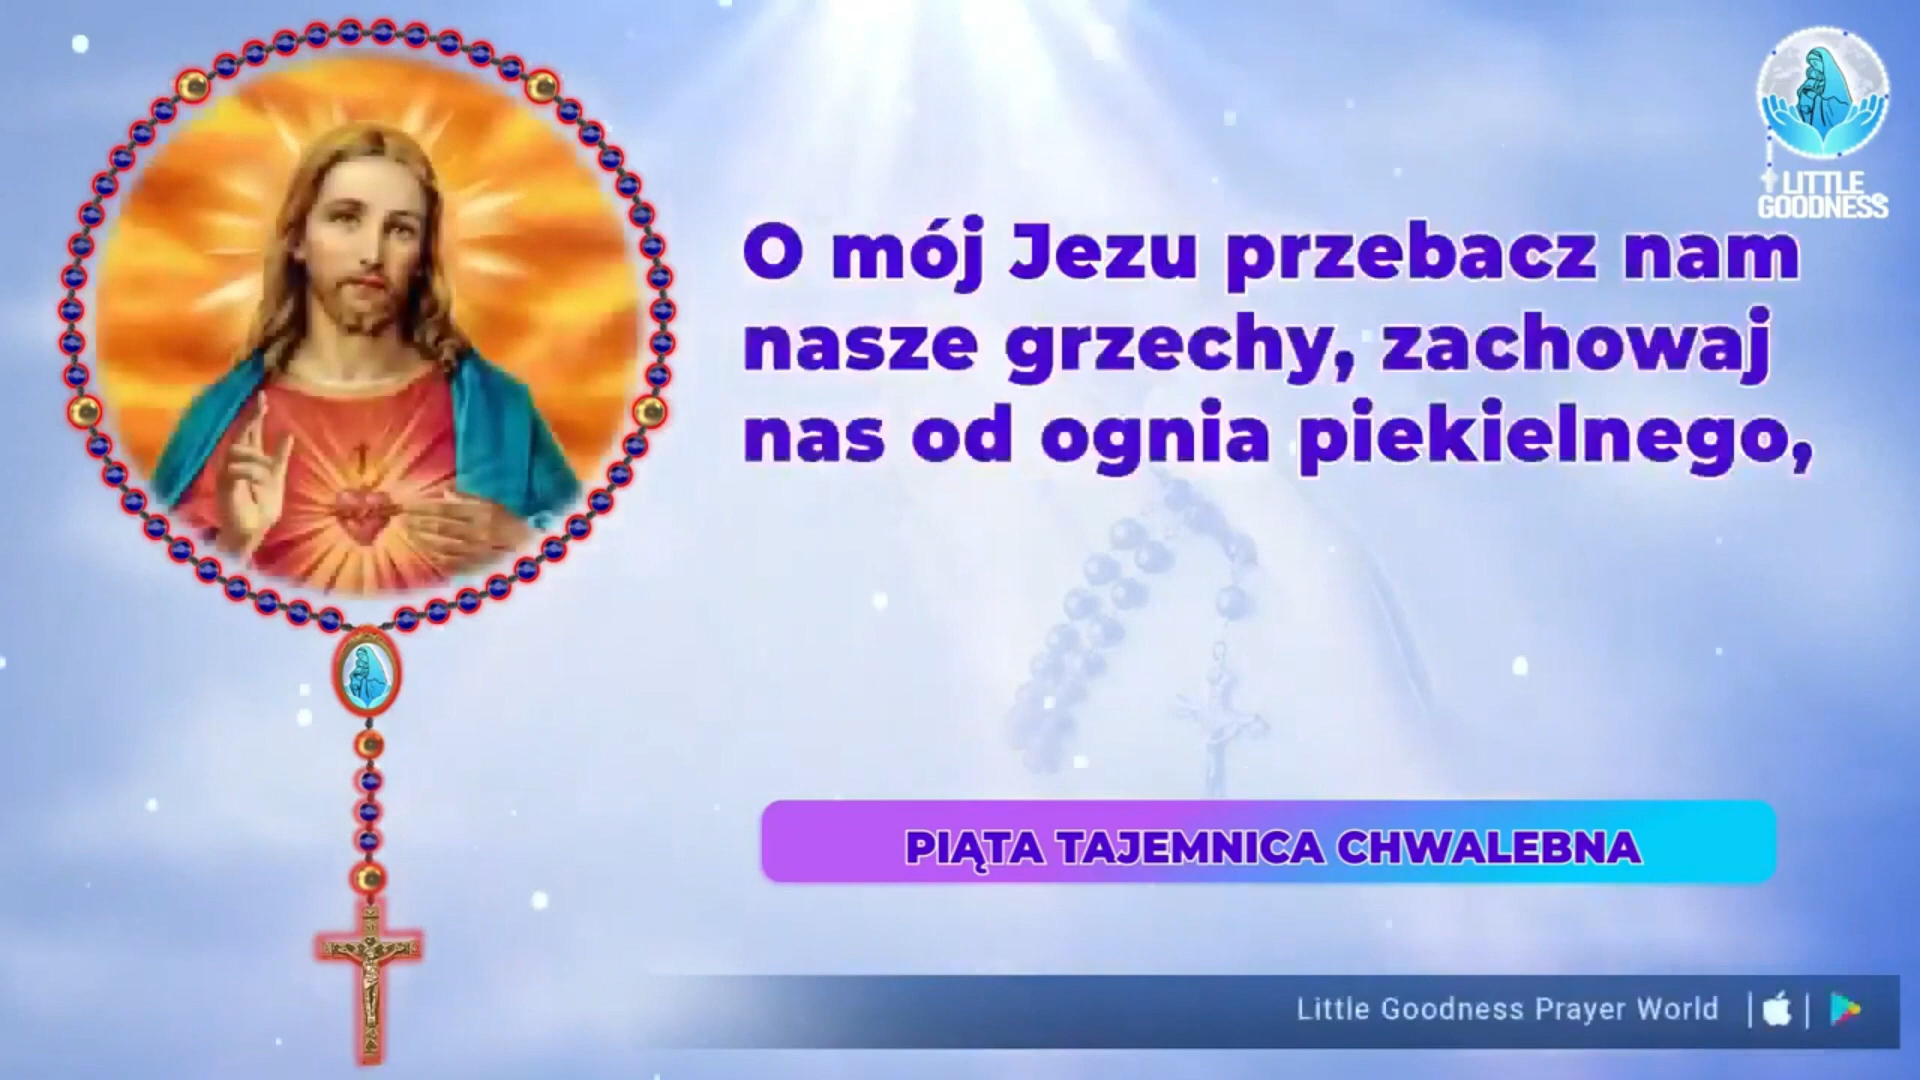 LITTLE
GOODNESS
O mój Jezu przebacz nam
nasze grzechy, zachowaj
nas od ognia piekielnego,
PIĄTA TAJEMNICA CHWALEBNA
Little Goodness Prayer World